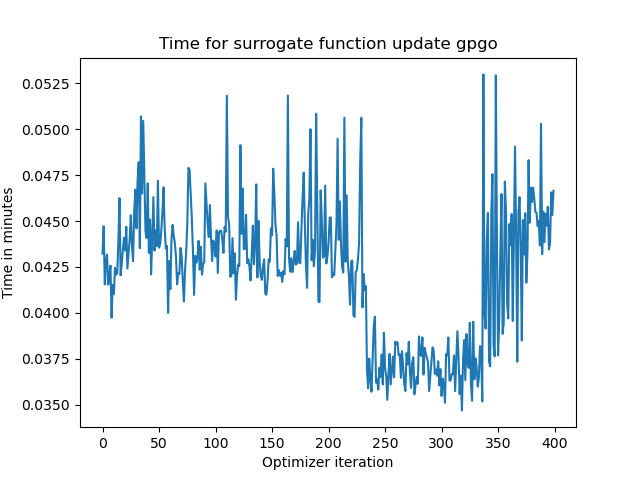 Time for surrogate function update gpgo
0.0525
0.0500
0.0475
0.0450
0.0425
0.0400
0.0375
0.0350
Time in minutes
0 50 100 150 200 250 300 350 400
Optimizer iteration